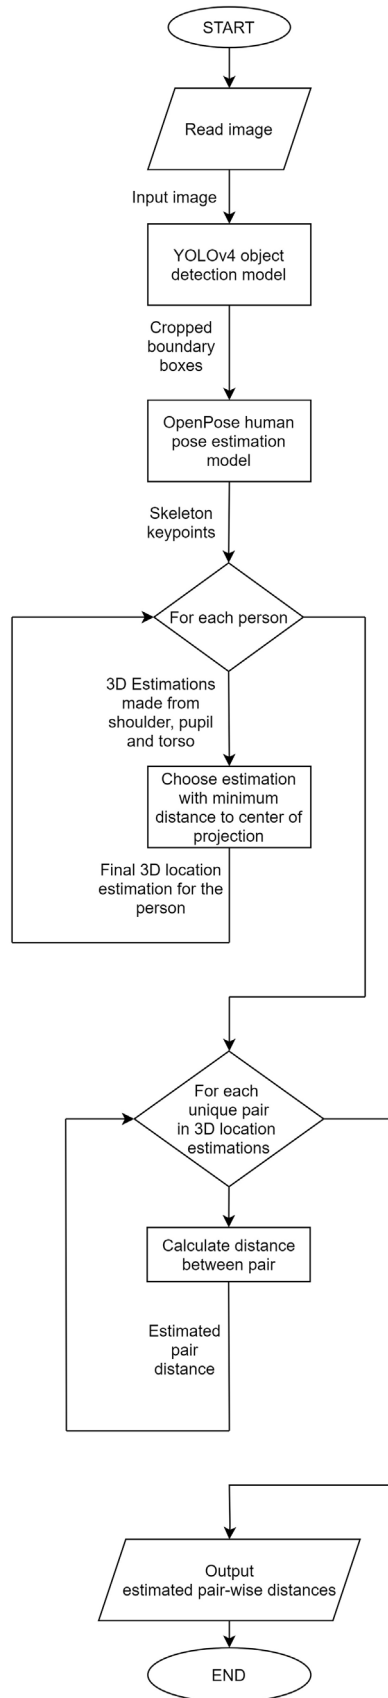 START
Read image
Input image
YOLOv4 object
detection model
Cropped
boundary
boxes
OpenPose human
pose estimation
model
Skeleton
keypoints
For each person
3D Estimations
made from
shoulder, pupil
and torso
Choose estimation
with minimum
distance to center of
projection
Final 3D location
estimation for the
person
For each
unique pair
in 3D location
estimations
Calculate distance
between pair
Estimated
pair
distance
Output
estimated pair-wise distances
END